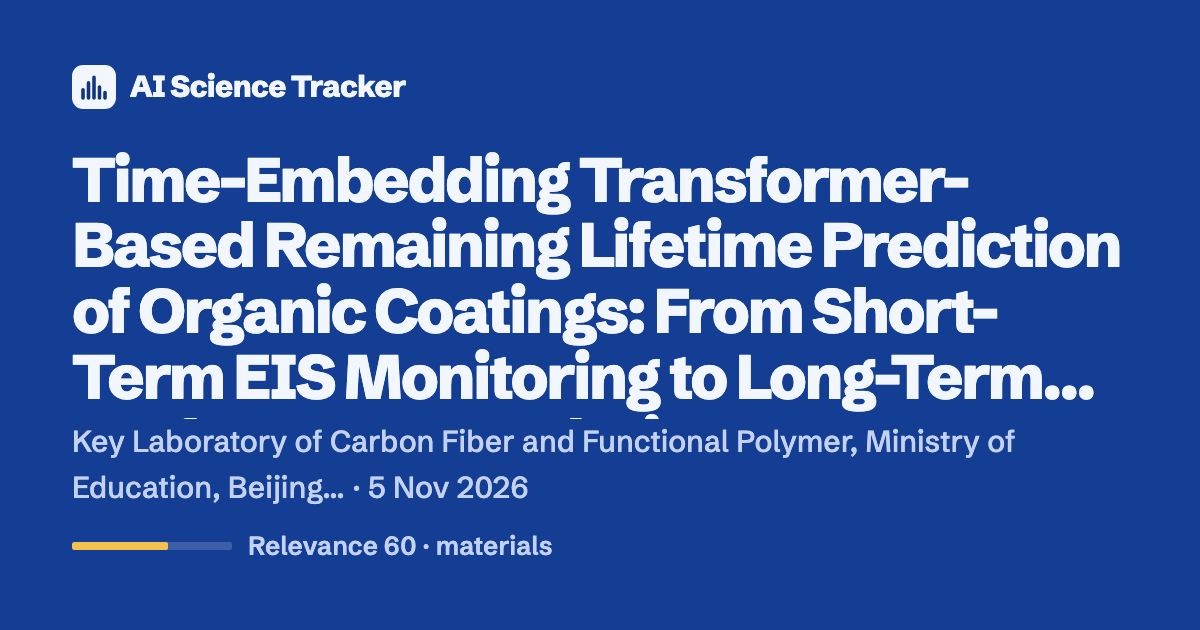 AI Science Tracker
Time-Embedding Transformer-
Based Remaining Lifetime Prediction
of Organic Coatings: From Short-
Term EIS Monitoring to Long-Term...
Key Laboratory of Carbon Fiber and Functional Polymer, Ministry of
Education, Beijing... · 5 Nov 2026
Relevance 60 · materials